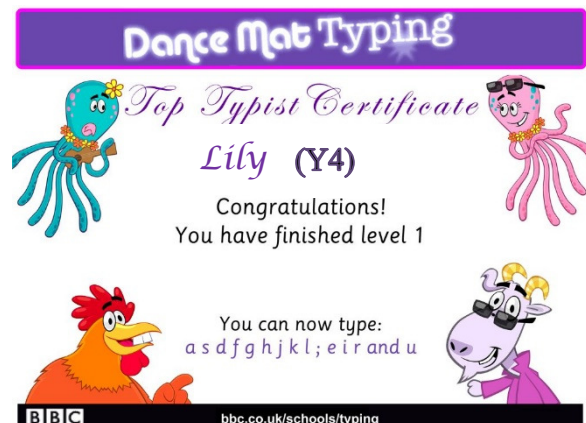 Dance Mat Typing
Top Typist Certificate
Lily (Y4)
Congratulations!
You have finished level 1
You can now type:
a s d f g h j k l ; e i r and u
BBC bbc.co.uk/schools/typing